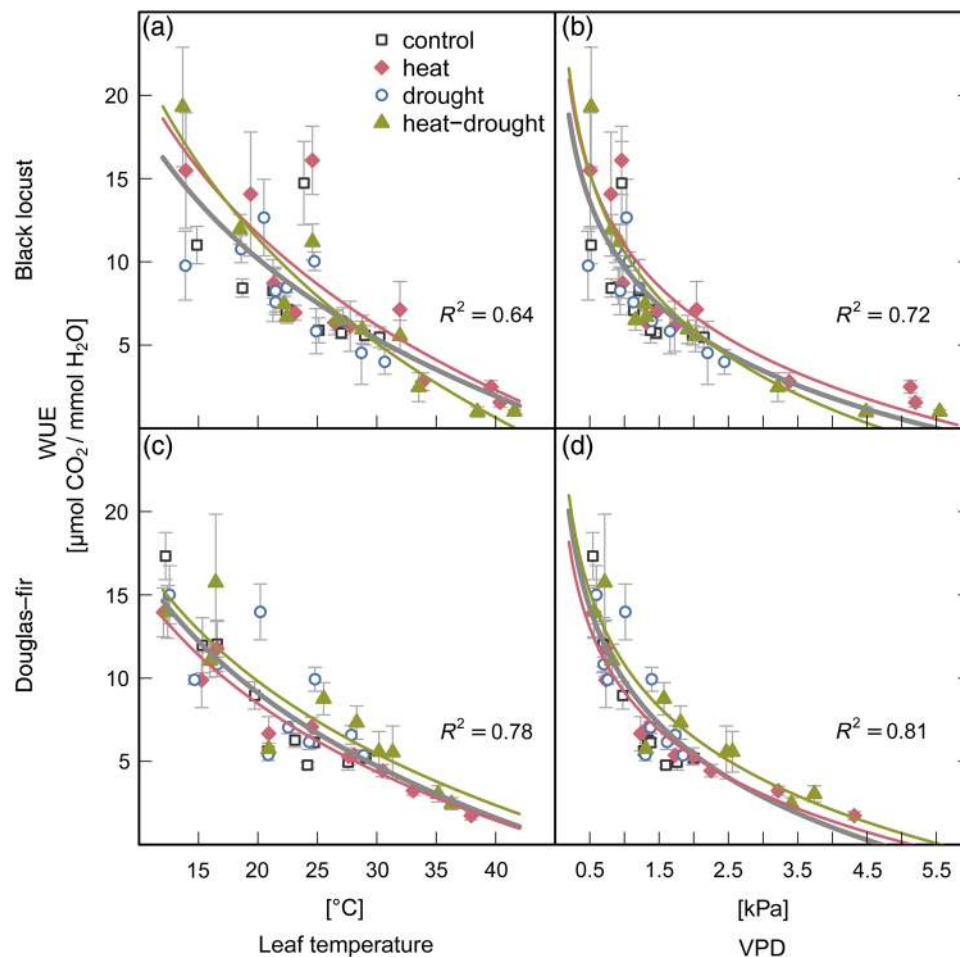 (a)
control
heat
drought
heat−drought
R² = 0.64
(b)
R² = 0.72
20
15
10
5
Black locust
WUE
[μmol CO₂ / mmol H₂O]
(c)
R² = 0.78
(d)
R² = 0.81
20
15
10
5
Douglas−fir
15 20 25 30 35 40
0.5 1.5 2.5 3.5 4.5 5.5
[°C]
[kPa]
Leaf temperature
VPD